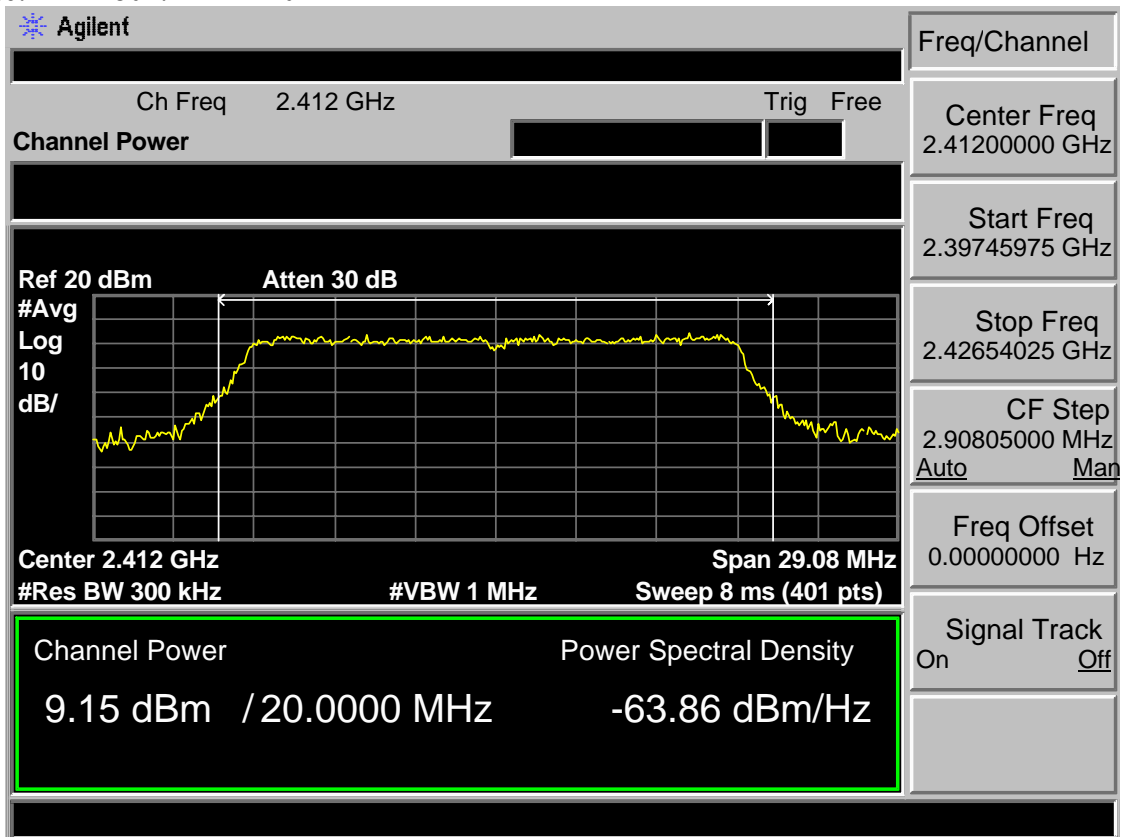 Agilent
Freq/Channel
Ch Freq 2.412 GHz Trig Free
Channel Power
Center Freq
2.41200000 GHz
Start Freq
2.39745975 GHz
Stop Freq
2.42654025 GHz
CF Step
2.90805000 MHz
Auto Man
Freq Offset
0.00000000 Hz
Signal Track
On Off
Ref 20 dBm Atten 30 dB
#Avg
Log
10
dB/
Center 2.412 GHz Span 29.08 MHz
#Res BW 300 kHz #VBW 1 MHz Sweep 8 ms (401 pts)
Channel Power Power Spectral Density
9.15 dBm / 20.0000 MHz -63.86 dBm/Hz